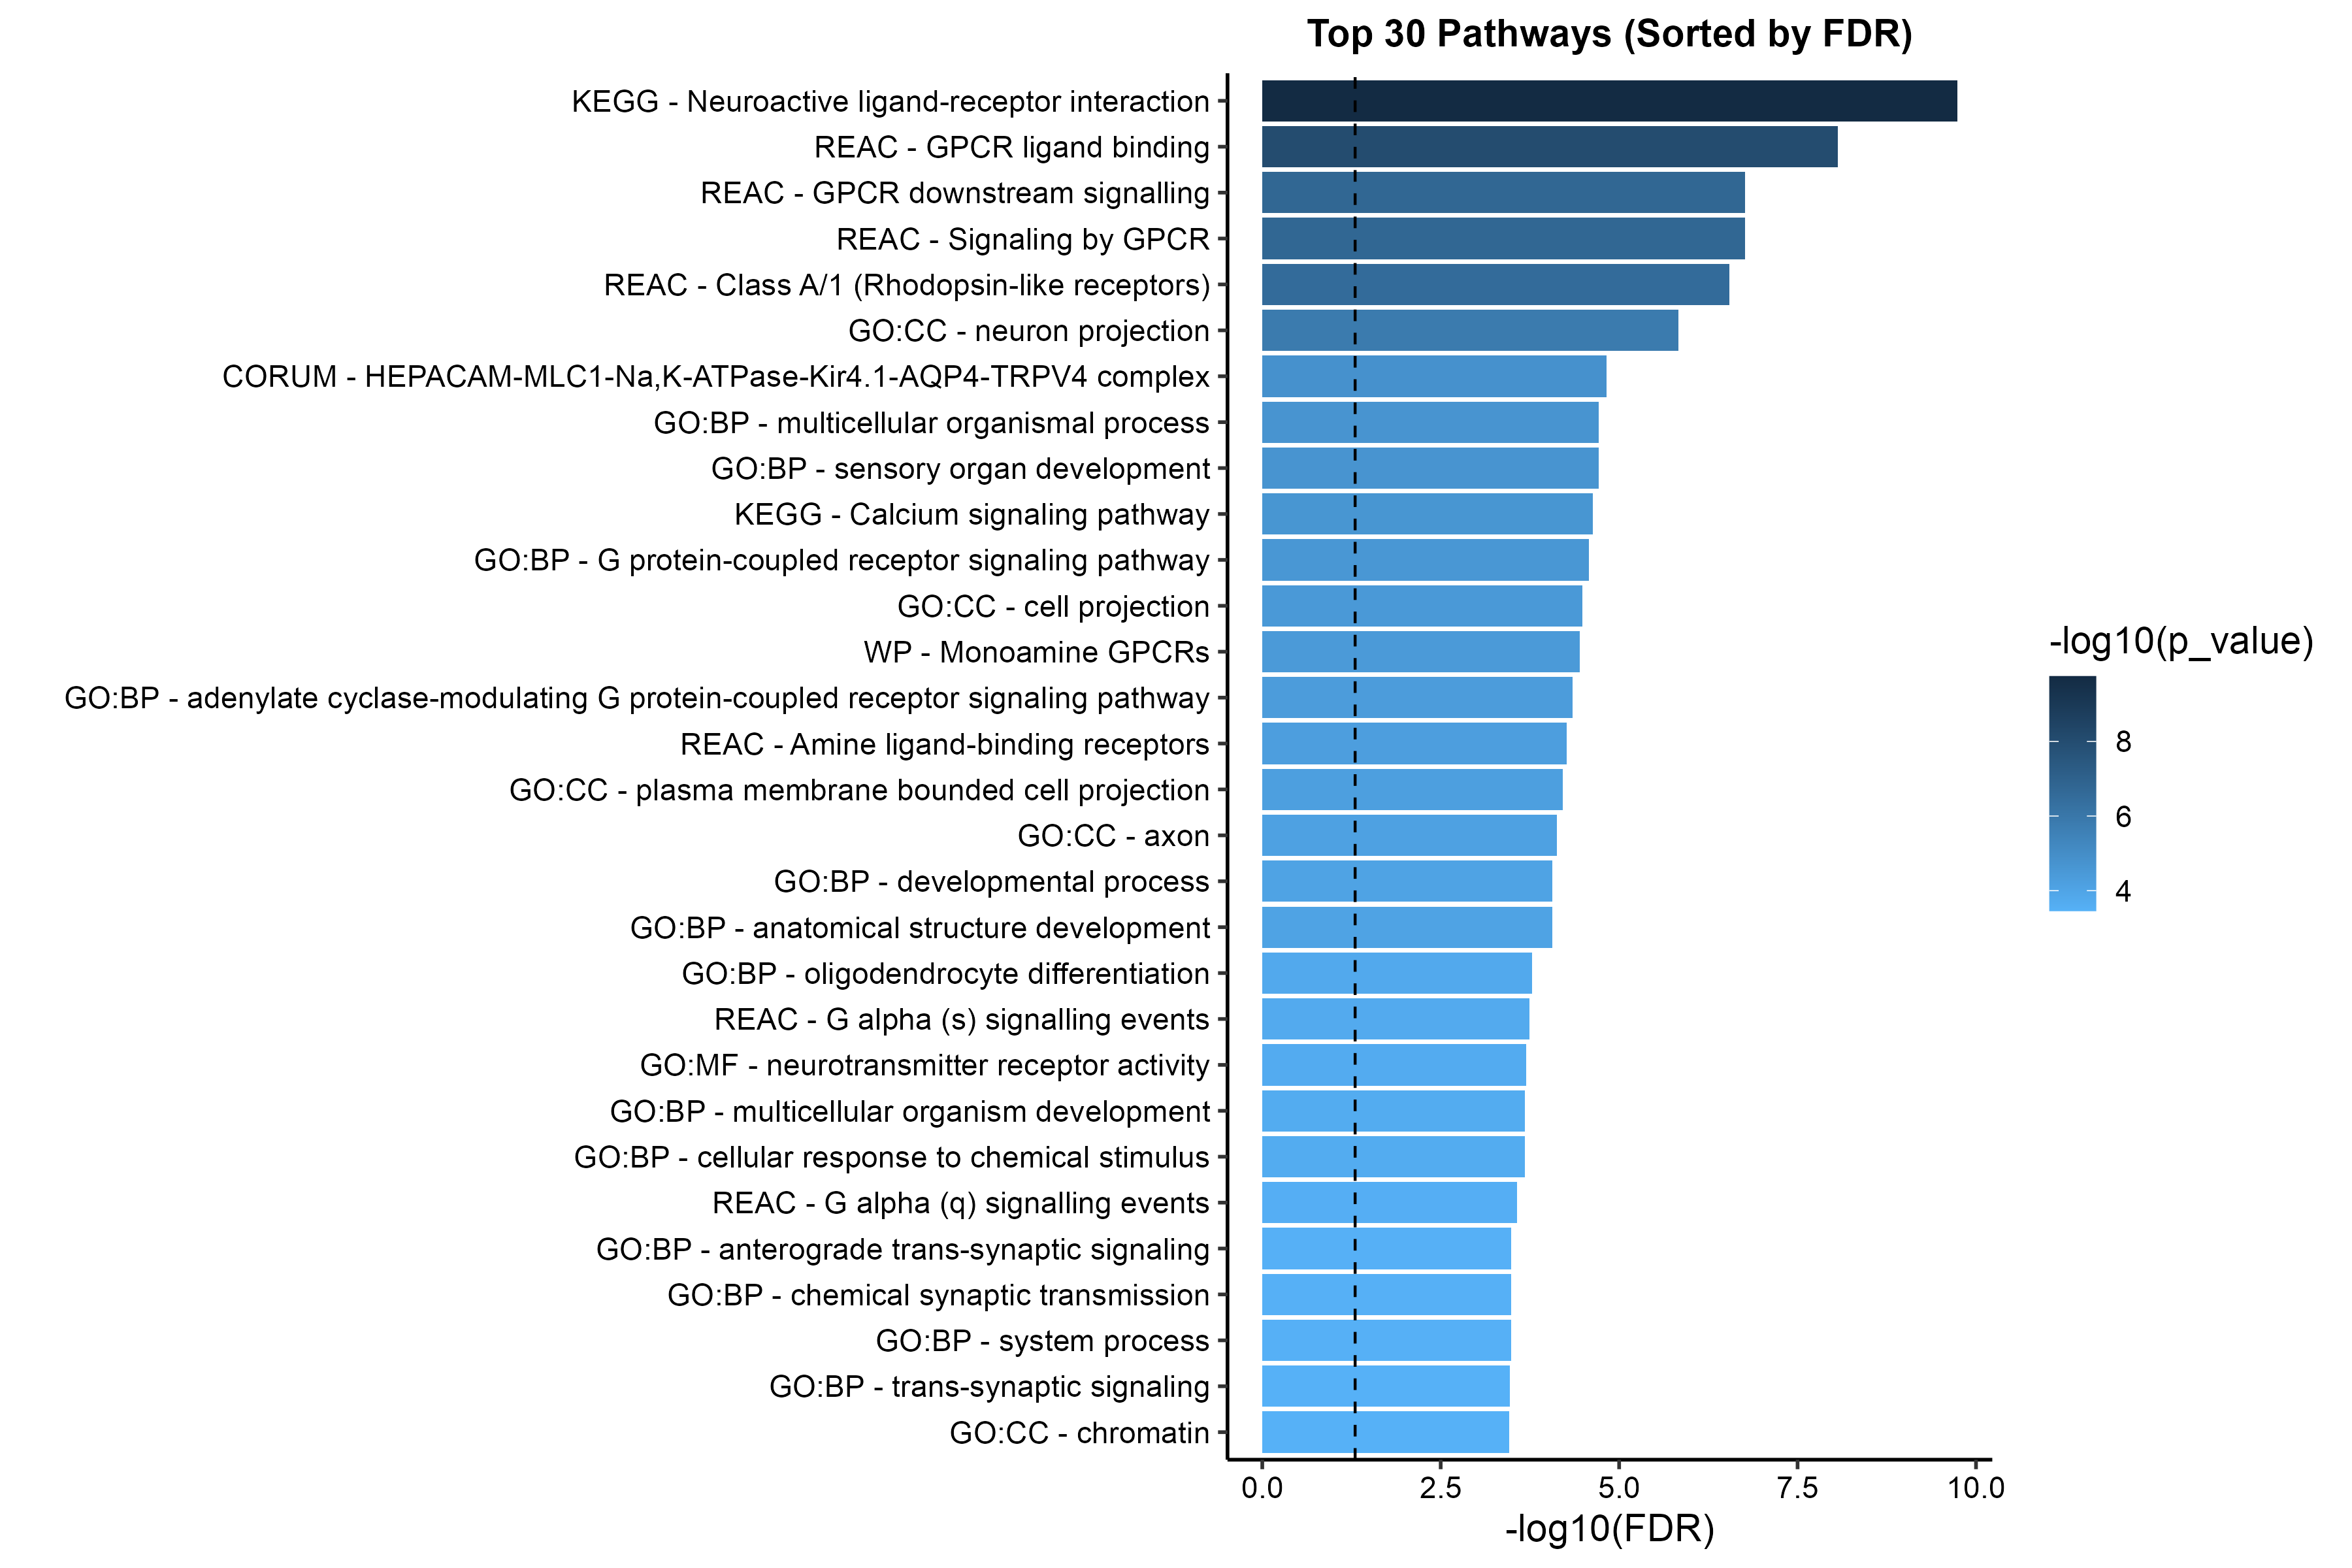 Top 30 Pathways (Sorted by FDR)
KEGG - Neuroactive ligand-receptor interaction
REAC - GPCR ligand binding
REAC - GPCR downstream signalling
REAC - Signaling by GPCR
REAC - Class A/1 (Rhodopsin-like receptors)
GO:CC - neuron projection
CORUM - HEPACAM-MLC1-Na,K-ATPase-Kir4.1-AQP4-TRPV4 complex
GO:BP - multicellular organismal process
GO:BP - sensory organ development
KEGG - Calcium signaling pathway
GO:BP - G protein-coupled receptor signaling pathway
GO:CC - cell projection
WP - Monoamine GPCRs
GO:BP - adenylate cyclase-modulating G protein-coupled receptor signaling pathway
REAC - Amine ligand-binding receptors
GO:CC - plasma membrane bounded cell projection
GO:CC - axon
GO:BP - developmental process
GO:BP - anatomical structure development
GO:BP - oligodendrocyte differentiation
REAC - G alpha (s) signalling events
GO:MF - neurotransmitter receptor activity
GO:BP - multicellular organism development
GO:BP - cellular response to chemical stimulus
REAC - G alpha (q) signalling events
GO:BP - anterograde trans-synaptic signaling
GO:BP - chemical synaptic transmission
GO:BP - system process
GO:BP - trans-synaptic signaling
GO:CC - chromatin
0.0 2.5 5.0 7.5 10.0
-log10(FDR)
-log10(p_value)
8
6
4